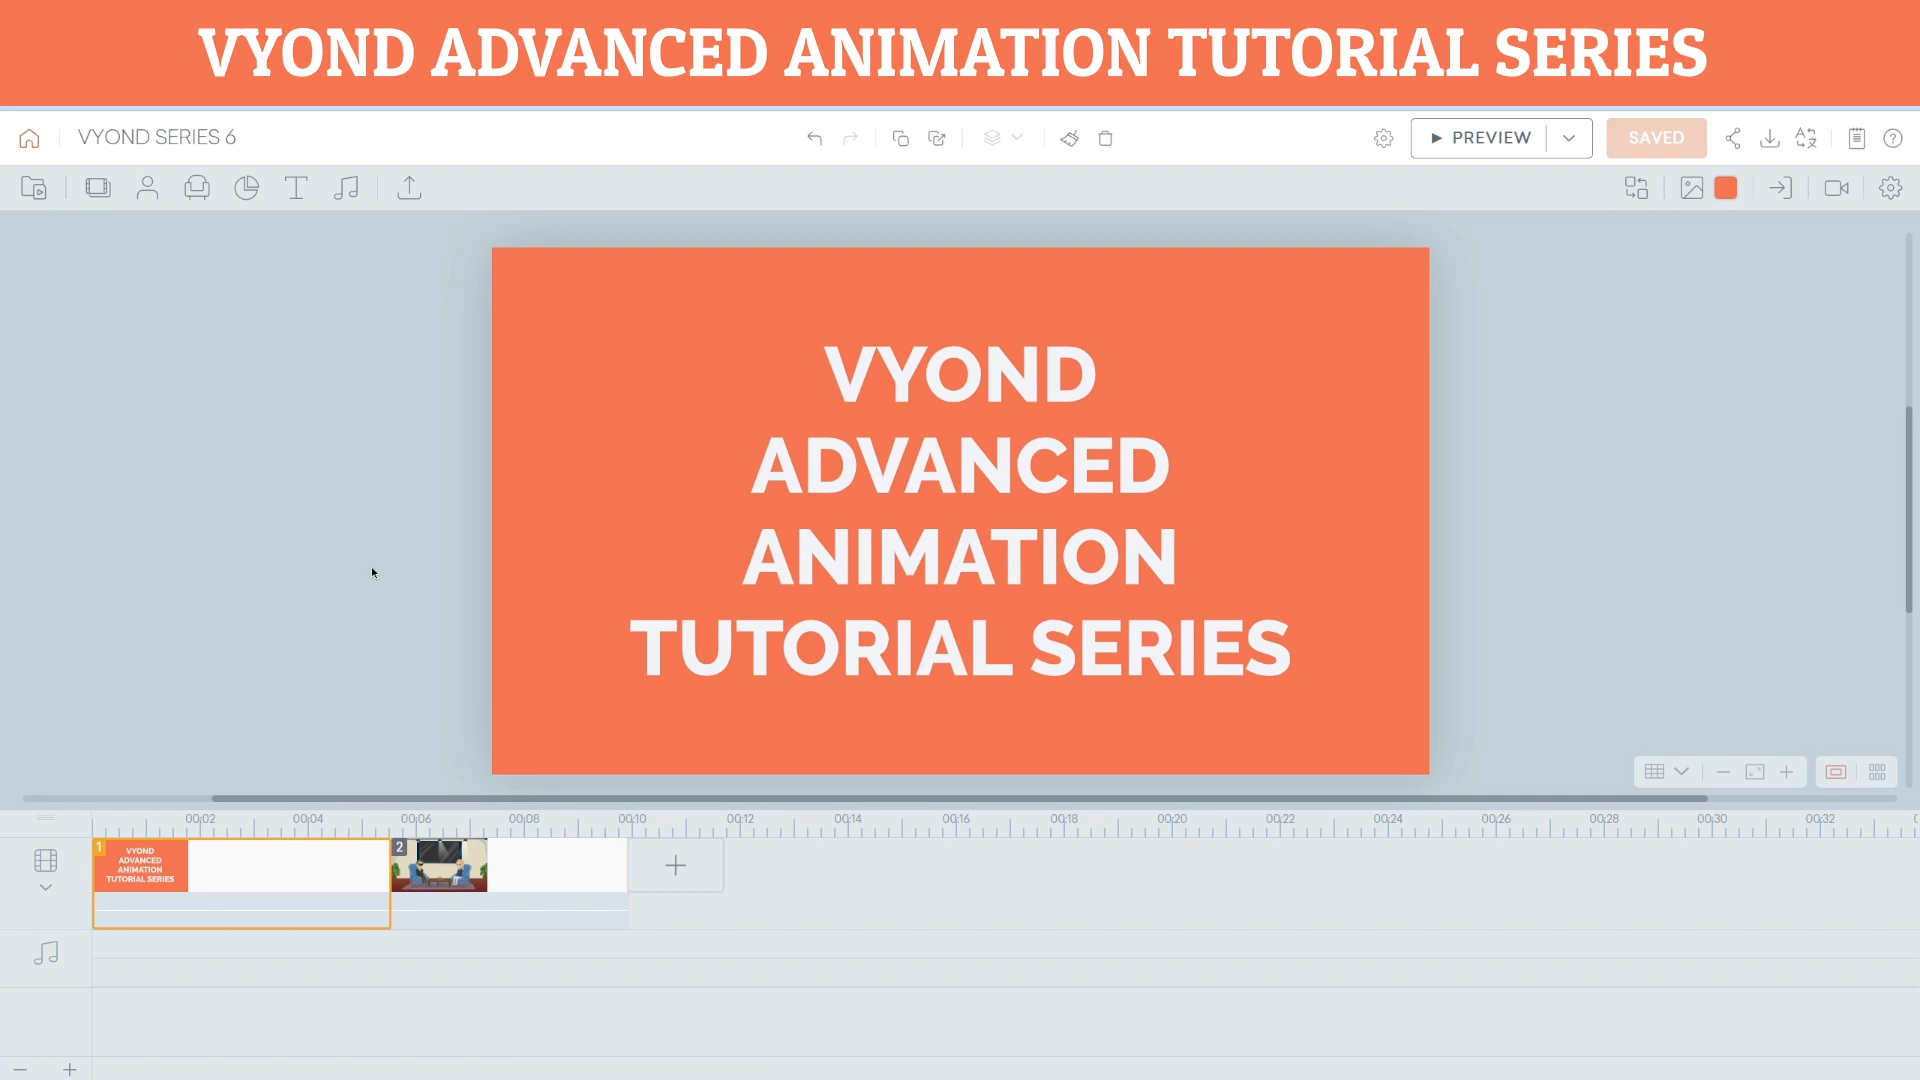 VYOND ADVANCED ANIMATION TUTORIAL SERIES
VYOND SERIES 6
PREVIEW
SAVED
VYOND
ADVANCED
ANIMATION
TUTORIAL SERIES
00:02 00:04 00:06 00:08 00:10 00:12 00:14 00:16 00:18 00:20 00:22 00:24 00:26 00:28 00:30 00:32
1
VYOND
ADVANCED
ANIMATION
TUTORIAL SERIES
2